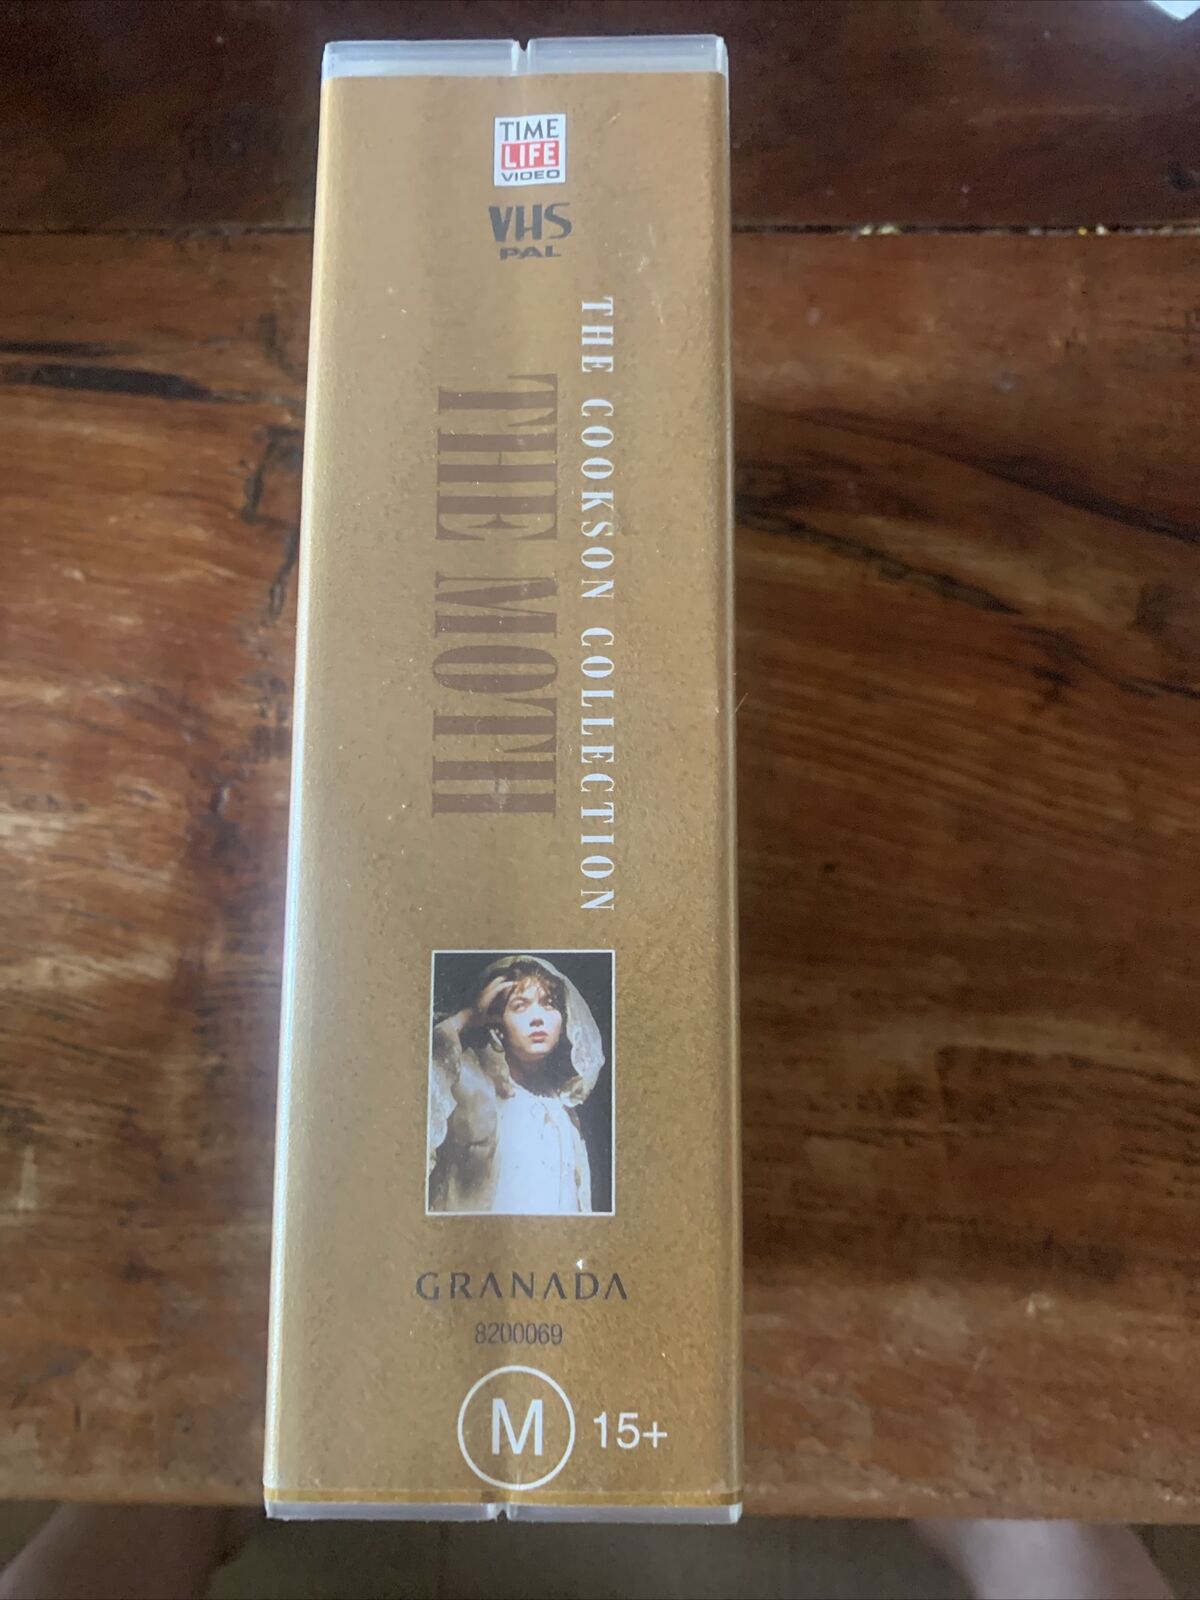 TIME
LIFE
VIDEO
VHS
PAL
THE COOKSON COLLECTION
THE MOTH
GRANADA
8200069
M 15+